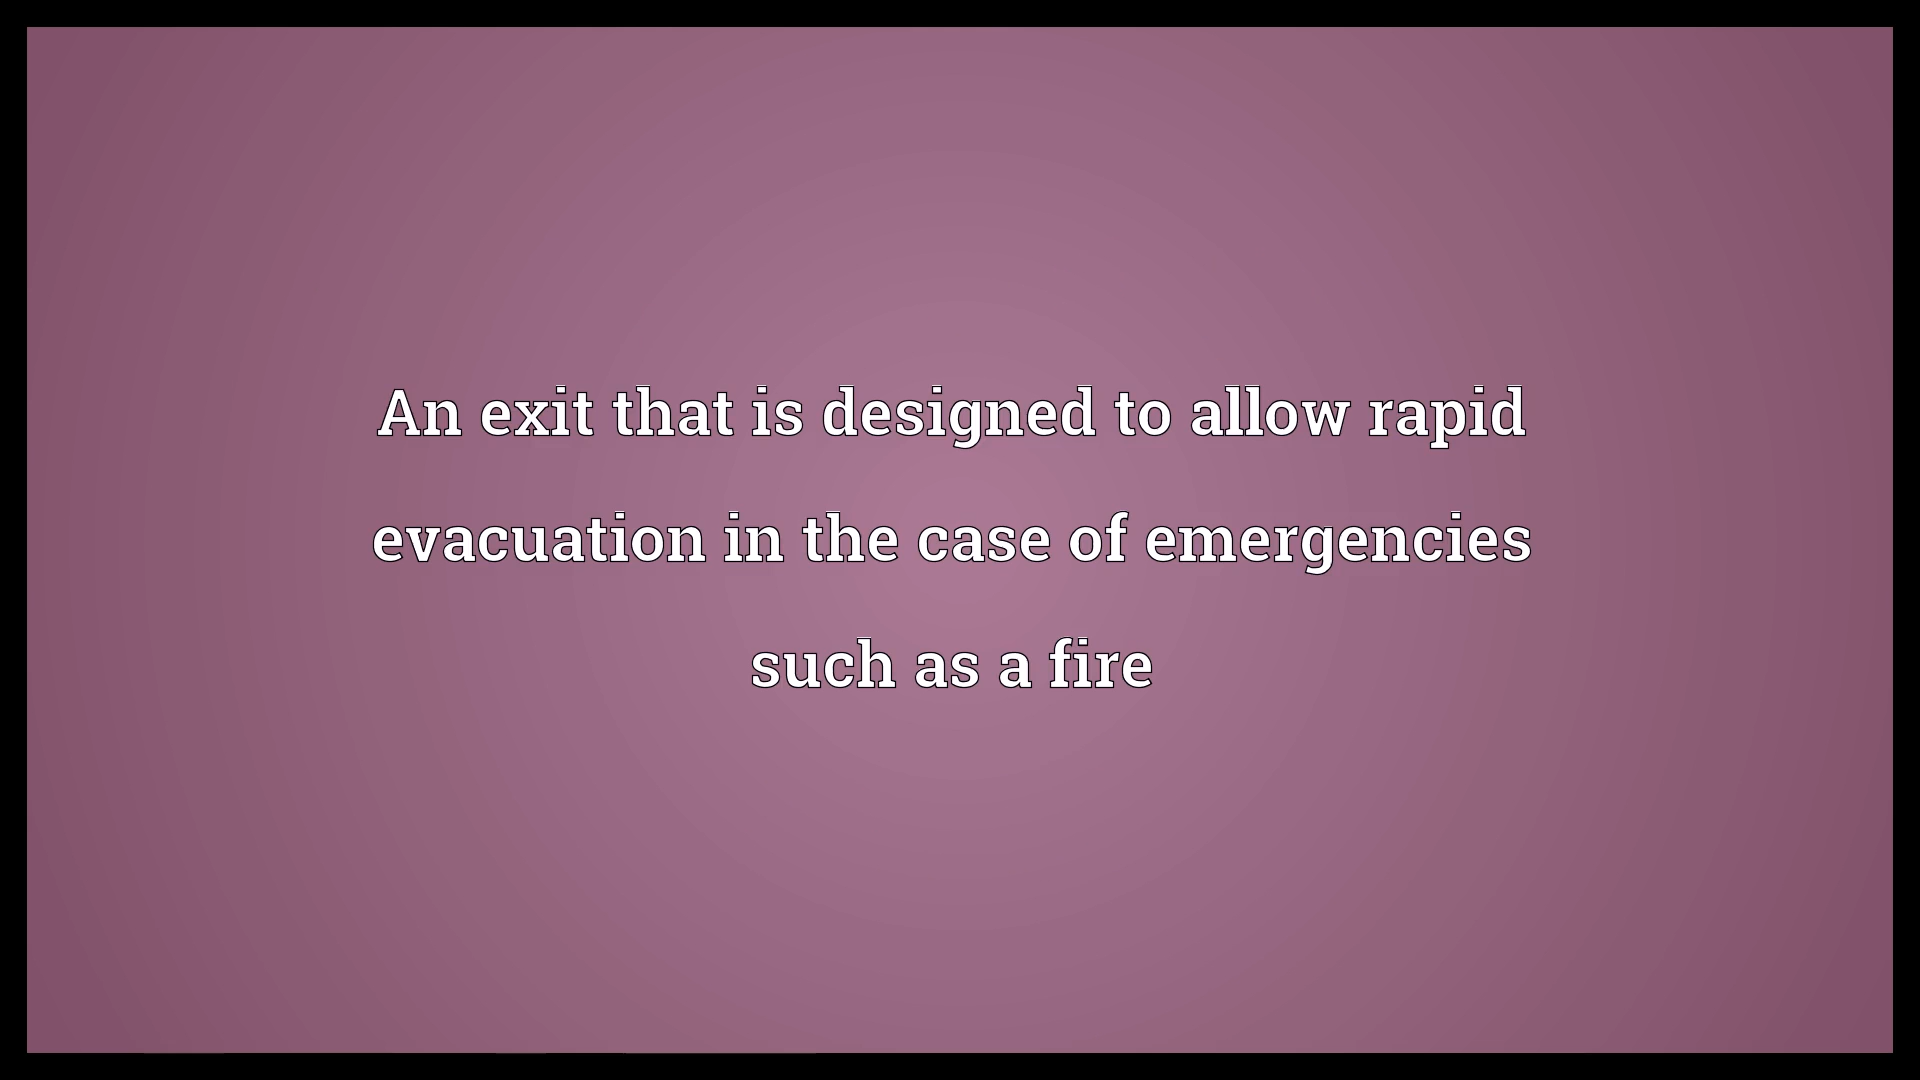 An exit that is designed to allow rapid
evacuation in the case of emergencies
such as a fire